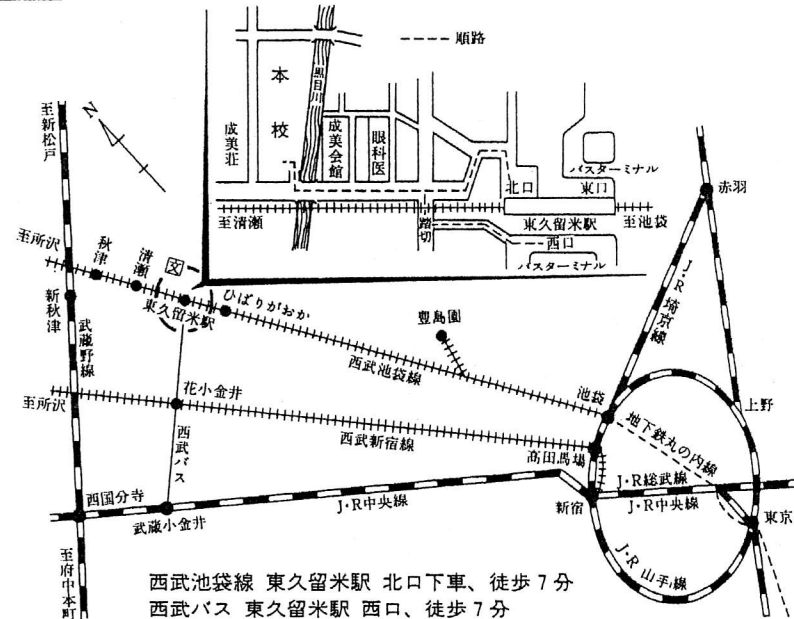 順路
本校
黒目川
成美荘
成美会館
眼科医
バスターミナル
北口
東口
至清瀬
踏切
東久留米駅
至池袋
西口
バスターミナル
N
至新松戸
至所沢
秋津
清瀬
文
東久留米駅
ひばりがおか
新秋津
武蔵野線
豊島園
西武池袋線
赤羽
J・R埼京線
至所沢
花小金井
西武新宿線
西武バス
池袋
上野
地下鉄丸の内線
高田馬場
J・R総武線
西国分寺
武蔵小金井
J・R中央線
新宿
J・R中央線
東京
J・R山手線
至府中本町
西武池袋線 東久留米駅 北口下車、徒歩7分
西武バス 東久留米駅 西口、徒歩7分